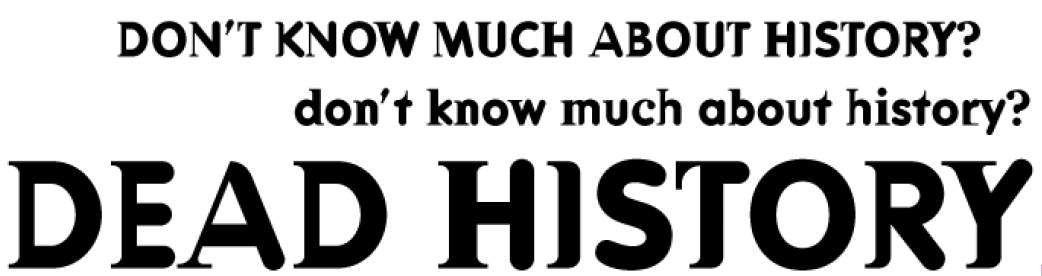 DON'T KNOW MUCH ABOUT HISTORY?
don't know much about history?
DEAD HISTORY